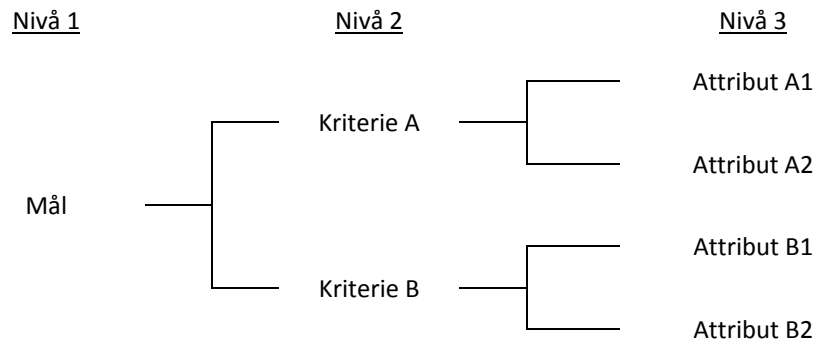 Nivå 1
Nivå 2
Nivå 3
Attribut A1
Kriterie A
Attribut A2
Mål
Attribut B1
Kriterie B
Attribut B2